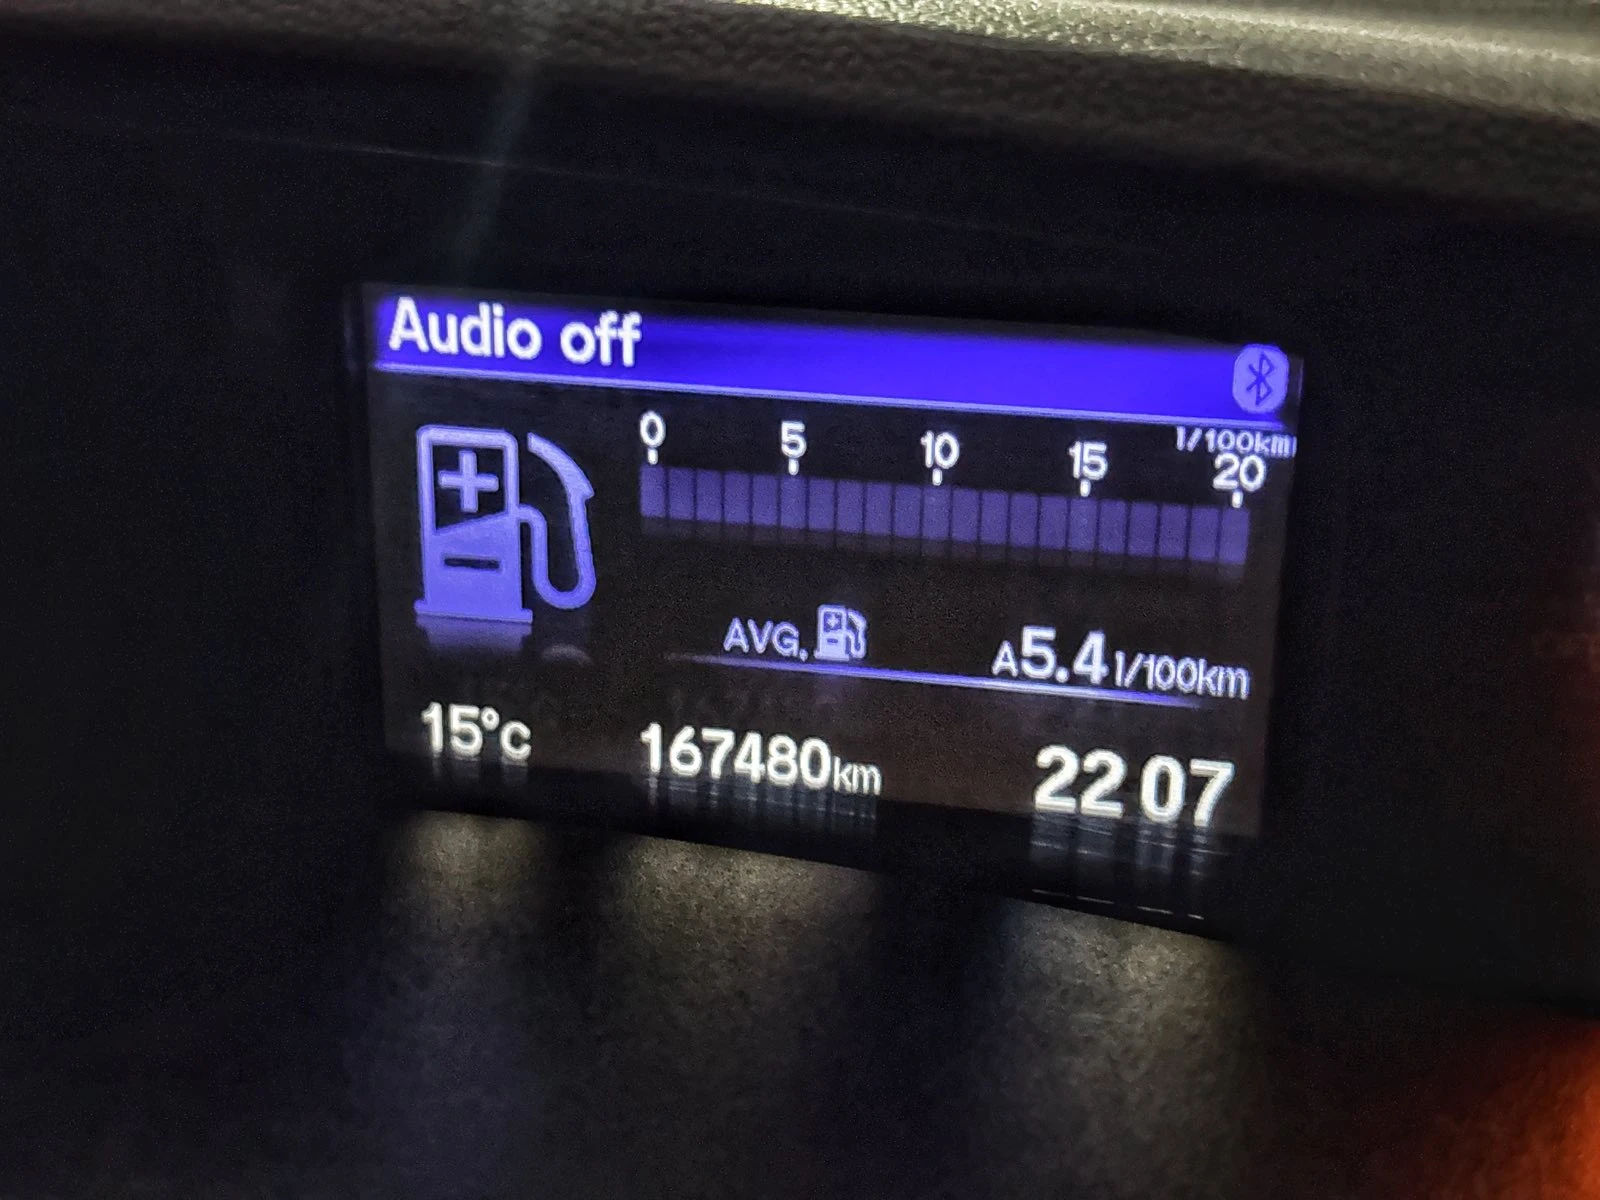 Audio off
l/100km
0 5 10 15 20
AVG. A5.4 l/100km
15°c 167480km 22 07